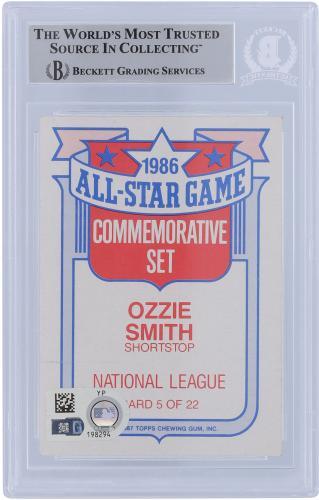 THE WORLD'S MOST TRUSTED
SOURCE IN COLLECTING™
B BECKETT GRADING SERVICES
1986
ALL-STAR GAME
COMMEMORATIVE
SET
OZZIE
SMITH
SHORTSTOP
NATIONAL LEAGUE
ARD 5 OF 22
YP
TOPPS CHEWING GUM, INC.
198294